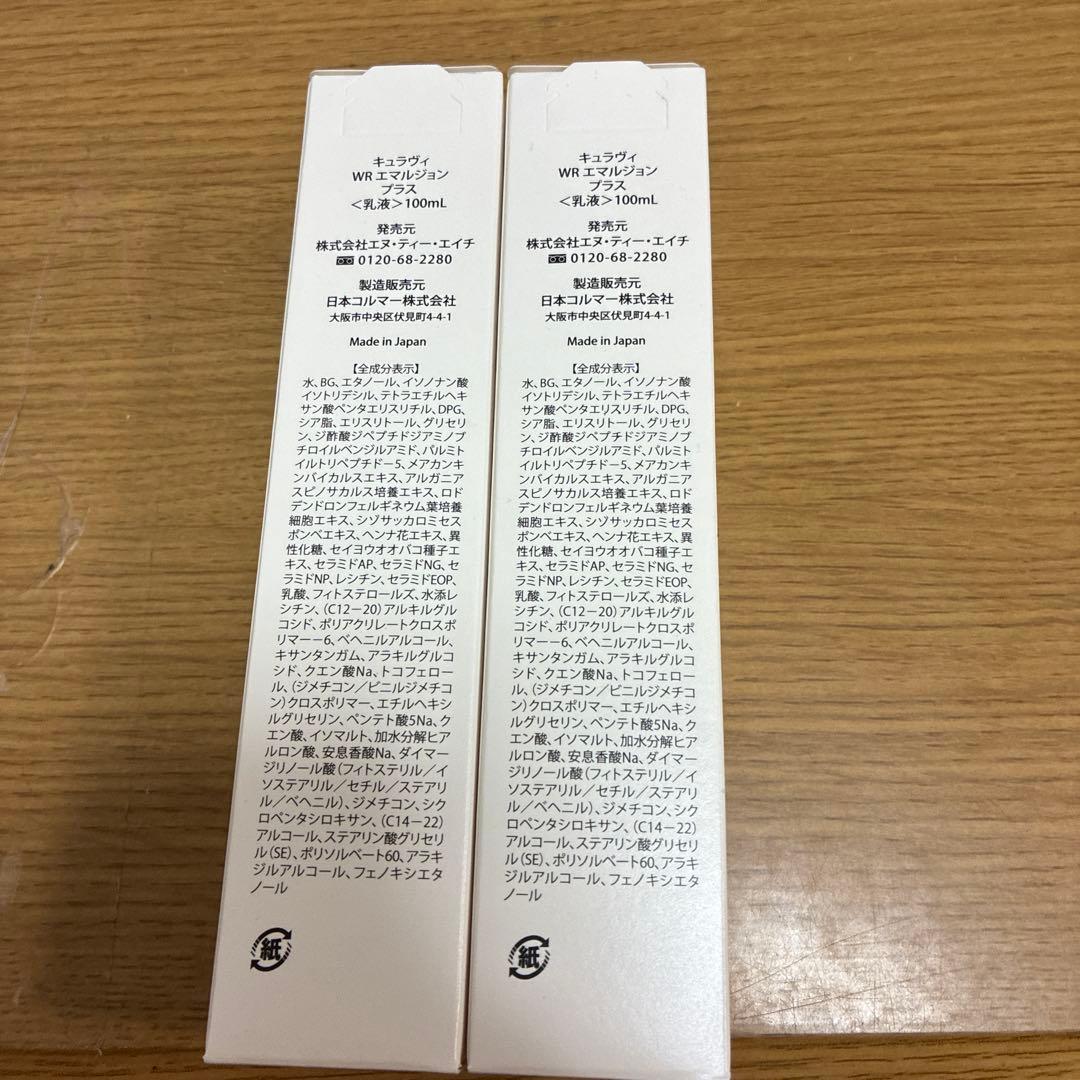 キュラヴィ
WR エマルジョン
プラス
＜乳液＞100mL
発売元
株式会社エヌ・ティー・エイチ
0120-68-2280
製造販売元
日本コルマー株式会社
大阪市中央区伏見町4-4-1
Made in Japan
【全成分表示】
水、BG、エタノール、イソノナン酸
イソトリデシル、テトラエチルヘキ
サン酸ペンタエリスリチル、DPG、
シア脂、エリスリトール、グリセリ
ン、ジ酢酸ジペプチドジアミノブ
チロイルベンジルアミド、パルミト
イルトリペプチドー5、メアカンキ
ンバイカルスエキス、アルガニア
スピノサカルス培養エキス、ロド
デンドロンフェルギネウム葉培養
細胞エキス、シゾサッカロミセス
ポンベエキス、ヘンナ花エキス、異
性化糖、セイヨウオオバコ種子エ
キス、セラミドAP、セラミドNG、セ
ラミドNP、レシチン、セラミドEOP、
乳酸、フィトステロールズ、水添レ
シチン、（C12－20）アルキルグル
コシド、ポリアクリレートクロスポ
リマー－6、ベヘニルアルコール、
キサンタンガム、アラキルグルコ
シド、クエン酸Na、トコフェロー
ル、（ジメチコン／ビニルジメチコ
ン）クロスポリマー、エチルヘキシ
ルグリセリン、ペンテト酸5Na、ク
エン酸、イソマルト、加水分解ヒア
ルロン酸、安息香酸Na、ダイマー
ジリノール酸（フィトステリル／イ
ソステアリル／セチル／ステアリ
ル／ベヘニル）、ジメチコン、シク
ロペンタシロキサン、（C14－22）
アルコール、ステアリン酸グリセリ
ル（SE）、ポリソルベート60、アラキ
ジルアルコール、フェノキシエタ
ノール
紙
キュラヴィ
WR エマルジョン
プラス
＜乳液＞100mL
発売元
株式会社エヌ・ティー・エイチ
0120-68-2280
製造販売元
日本コルマー株式会社
大阪市中央区伏見町4-4-1
Made in Japan
【全成分表示】
水、BG、エタノール、イソノナン酸
イソトリデシル、テトラエチルヘキ
サン酸ペンタエリスリチル、DPG、
シア脂、エリスリトール、グリセリ
ン、ジ酢酸ジペプチドジアミノブ
チロイルベンジルアミド、パルミト
イルトリペプチドー5、メアカンキ
ンバイカルスエキス、アルガニア
スピノサカルス培養エキス、ロド
デンドロンフェルギネウム葉培養
細胞エキス、シゾサッカロミセス
ポンベエキス、ヘンナ花エキス、異
性化糖、セイヨウオオバコ種子エ
キス、セラミドAP、セラミドNG、セ
ラミドNP、レシチン、セラミドEOP、
乳酸、フィトステロールズ、水添レ
シチン、（C12－20）アルキルグル
コシド、ポリアクリレートクロスポ
リマー－6、ベヘニルアルコール、
キサンタンガム、アラキルグルコ
シド、クエン酸Na、トコフェロー
ル、（ジメチコン／ビニルジメチコ
ン）クロスポリマー、エチルヘキシ
ルグリセリン、ペンテト酸5Na、ク
エン酸、イソマルト、加水分解ヒア
ルロン酸、安息香酸Na、ダイマー
ジリノール酸（フィトステリル／イ
ソステアリル／セチル／ステアリ
ル／ベヘニル）、ジメチコン、シク
ロペンタシロキサン、（C14－22）
アルコール、ステアリン酸グリセリ
ル（SE）、ポリソルベート60、アラキ
ジルアルコール、フェノキシエタ
ノール
紙